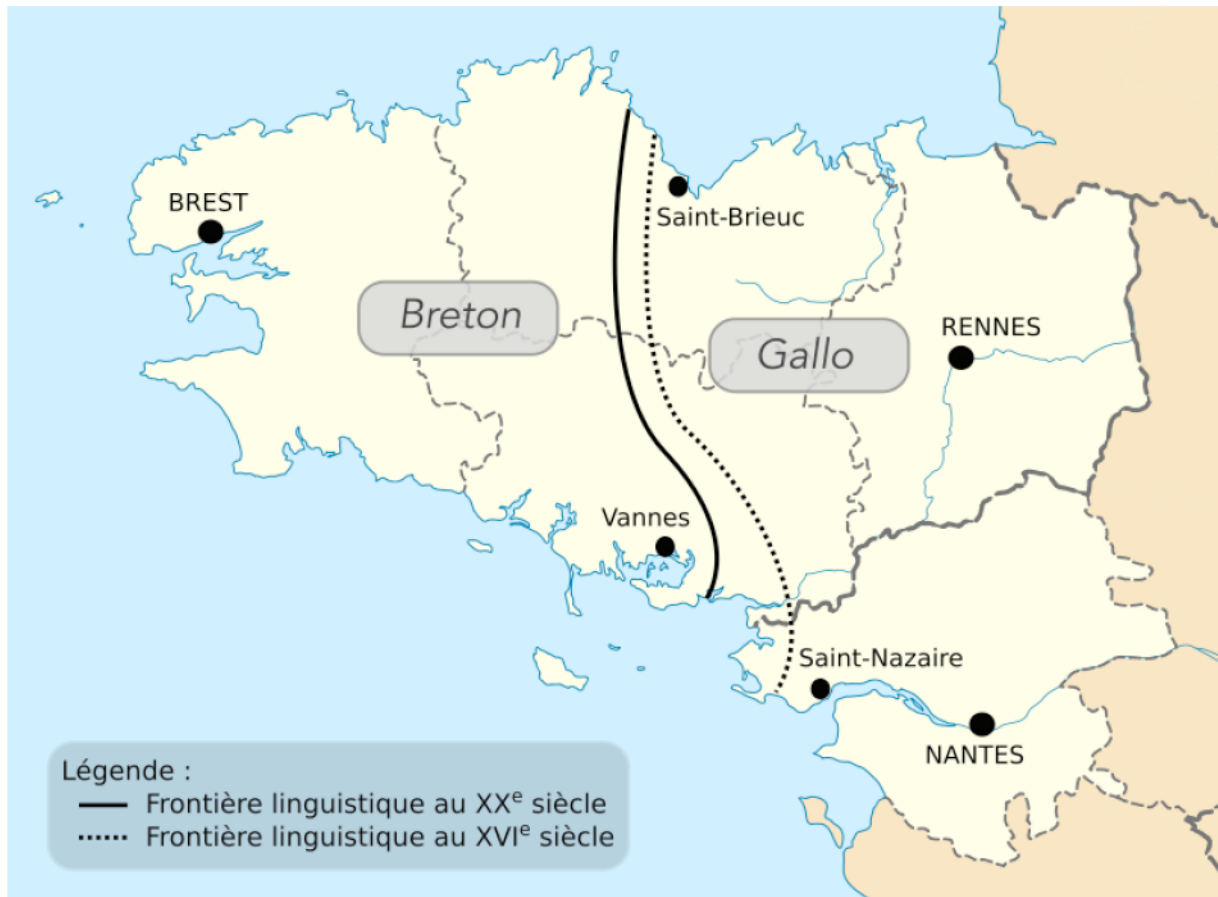 BREST
Saint-Brieuc
Breton
Gallo
RENNES
Vannes
Saint-Nazaire
NANTES
Légende :
Frontière linguistique au XXᵉ siècle
Frontière linguistique au XVIᵉ siècle